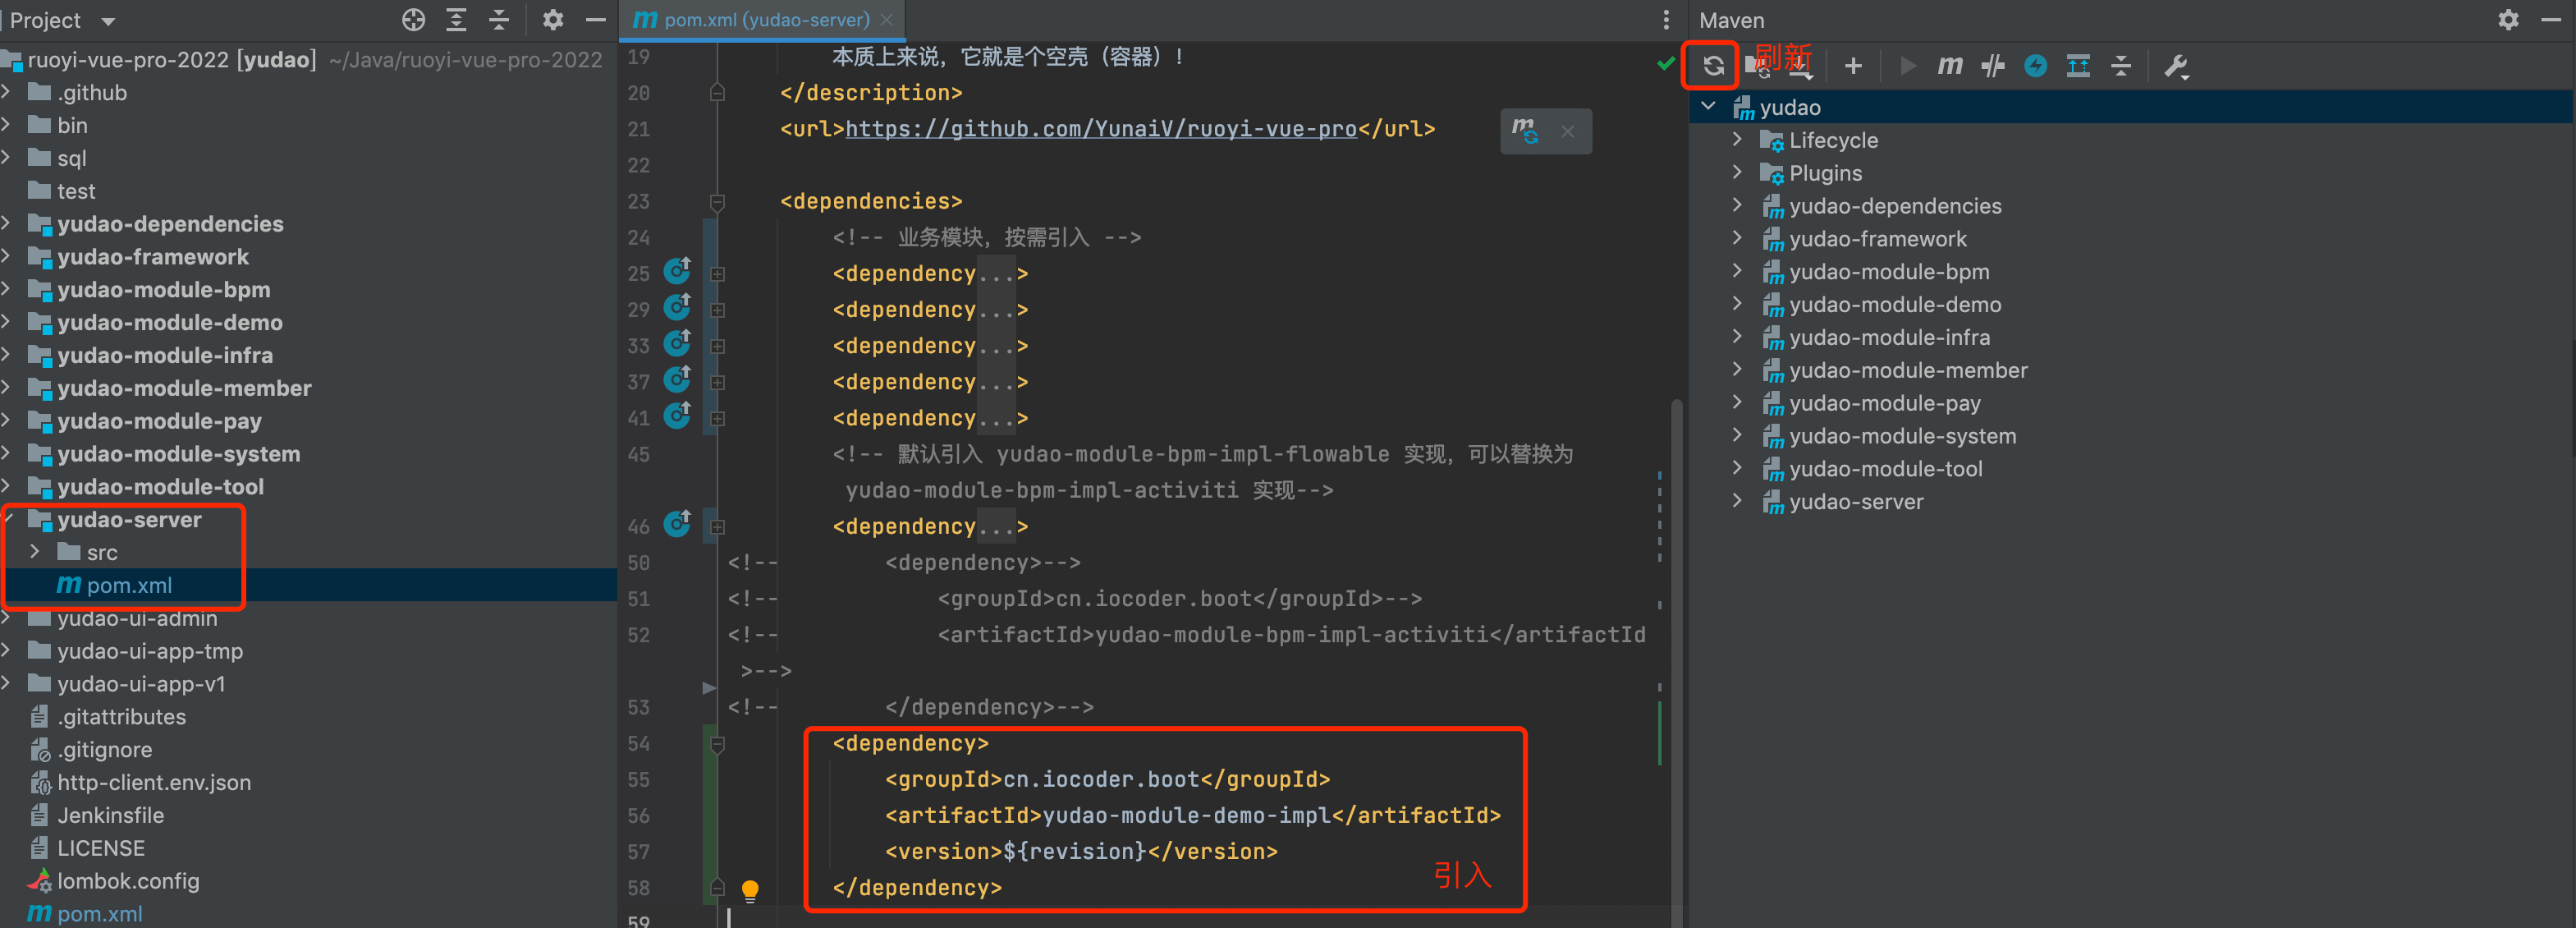 Project
ruoyi-vue-pro-2022 [yudao] ~/Java/ruoyi-vue-pro-2022
.github
bin
sql
test
yudao-dependencies
yudao-framework
yudao-module-bpm
yudao-module-demo
yudao-module-infra
yudao-module-member
yudao-module-pay
yudao-module-system
yudao-module-tool
yudao-server
src
pom.xml
yudao-ui-admin
yudao-ui-app-tmp
yudao-ui-app-v1
.gitattributes
.gitignore
http-client.env.json
Jenkinsfile
LICENSE
lombok.config
pom.xml
pom.xml (yudao-server)
19 本质上来说，它就是个空壳（容器）!
20 </description>
21 <url>https://github.com/YunaiV/ruoyi-vue-pro</url>
22
23 <dependencies>
24 <!-- 业务模块，按需引入 -->
25 <dependency...>
29 <dependency...>
33 <dependency...>
37 <dependency...>
41 <dependency...>
45 <!-- 默认引入 yudao-module-bpm-impl-flowable 实现，可以替换为
yudao-module-bpm-impl-activiti 实现-->
46 <dependency...>
50 <!-- <dependency>-->
51 <!-- <groupId>cn.iocoder.boot</groupId>-->
52 <!-- <artifactId>yudao-module-bpm-impl-activiti</artifactId
>-->
53 <!-- </dependency>-->
54 <dependency>
55 <groupId>cn.iocoder.boot</groupId>
56 <artifactId>yudao-module-demo-impl</artifactId>
57 <version>${revision}</version>
引入
58 </dependency>
59
Maven
刷新
yudao
Lifecycle
Plugins
yudao-dependencies
yudao-framework
yudao-module-bpm
yudao-module-demo
yudao-module-infra
yudao-module-member
yudao-module-pay
yudao-module-system
yudao-module-tool
yudao-server